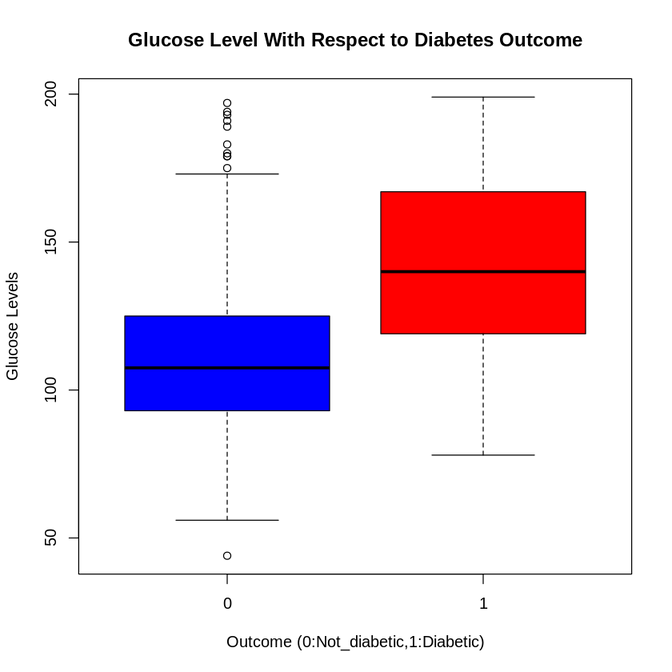 Glucose Level With Respect to Diabetes Outcome
200
150
100
50
Glucose Levels
0
1
Outcome (0:Not_diabetic,1:Diabetic)